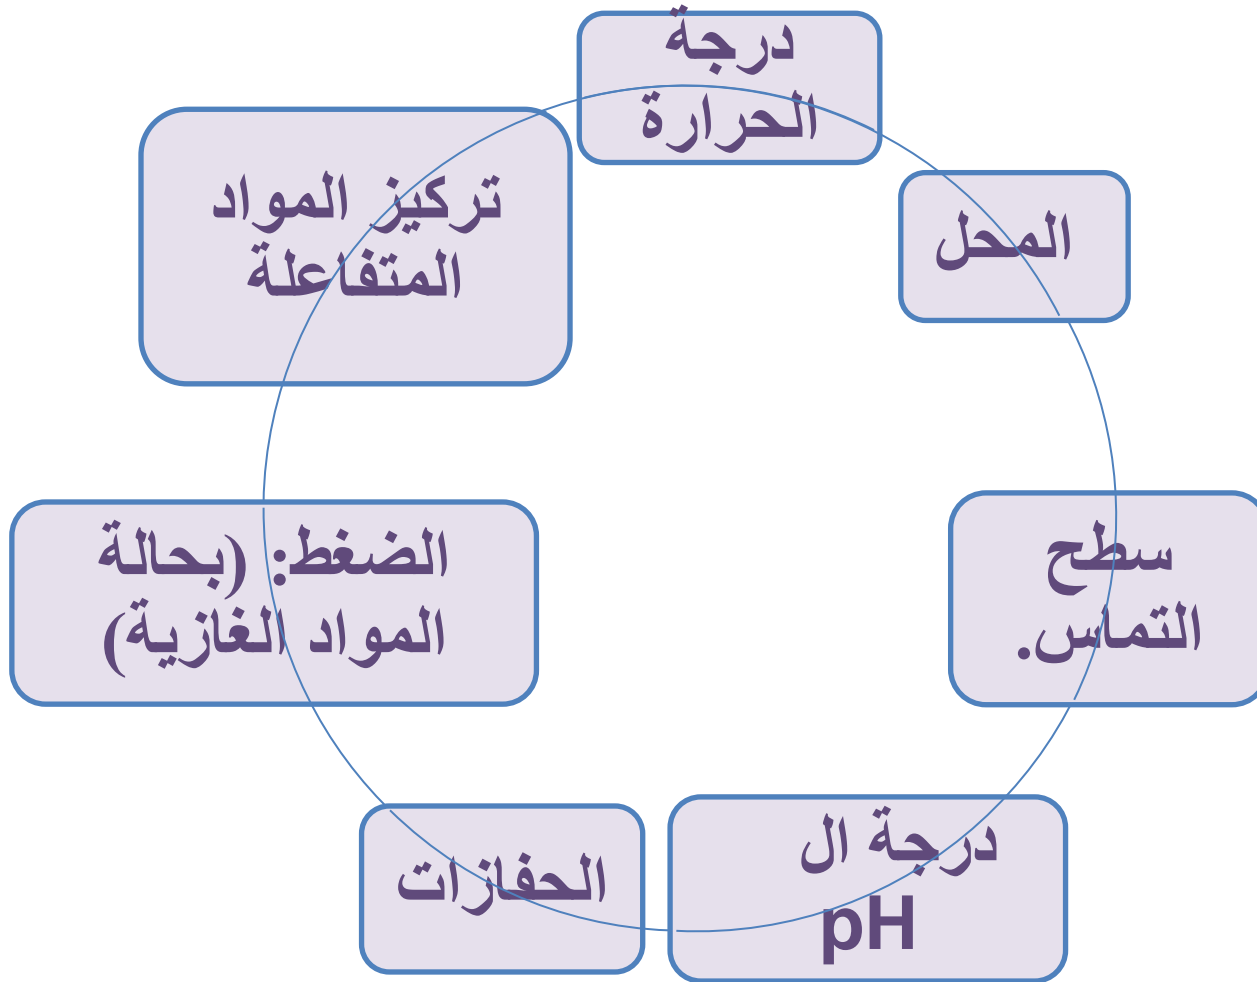 درجة
الحرارة
المحل
سطح
التماس.
درجة ال
pH
الحفازات
الضغط: (بحالة
المواد الغازية)
تركيز المواد
المتفاعلة